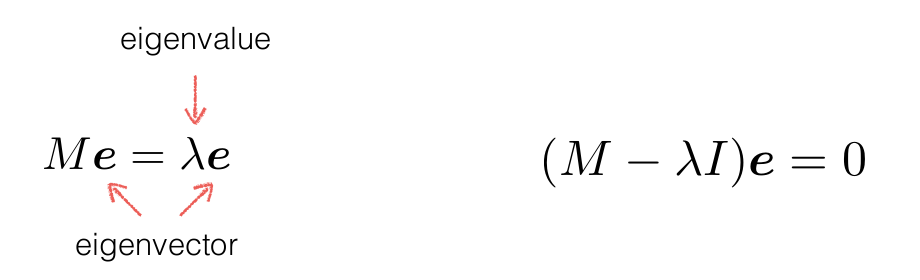 eigenvalue
Me = λe
(M − λI)e = 0
eigenvector